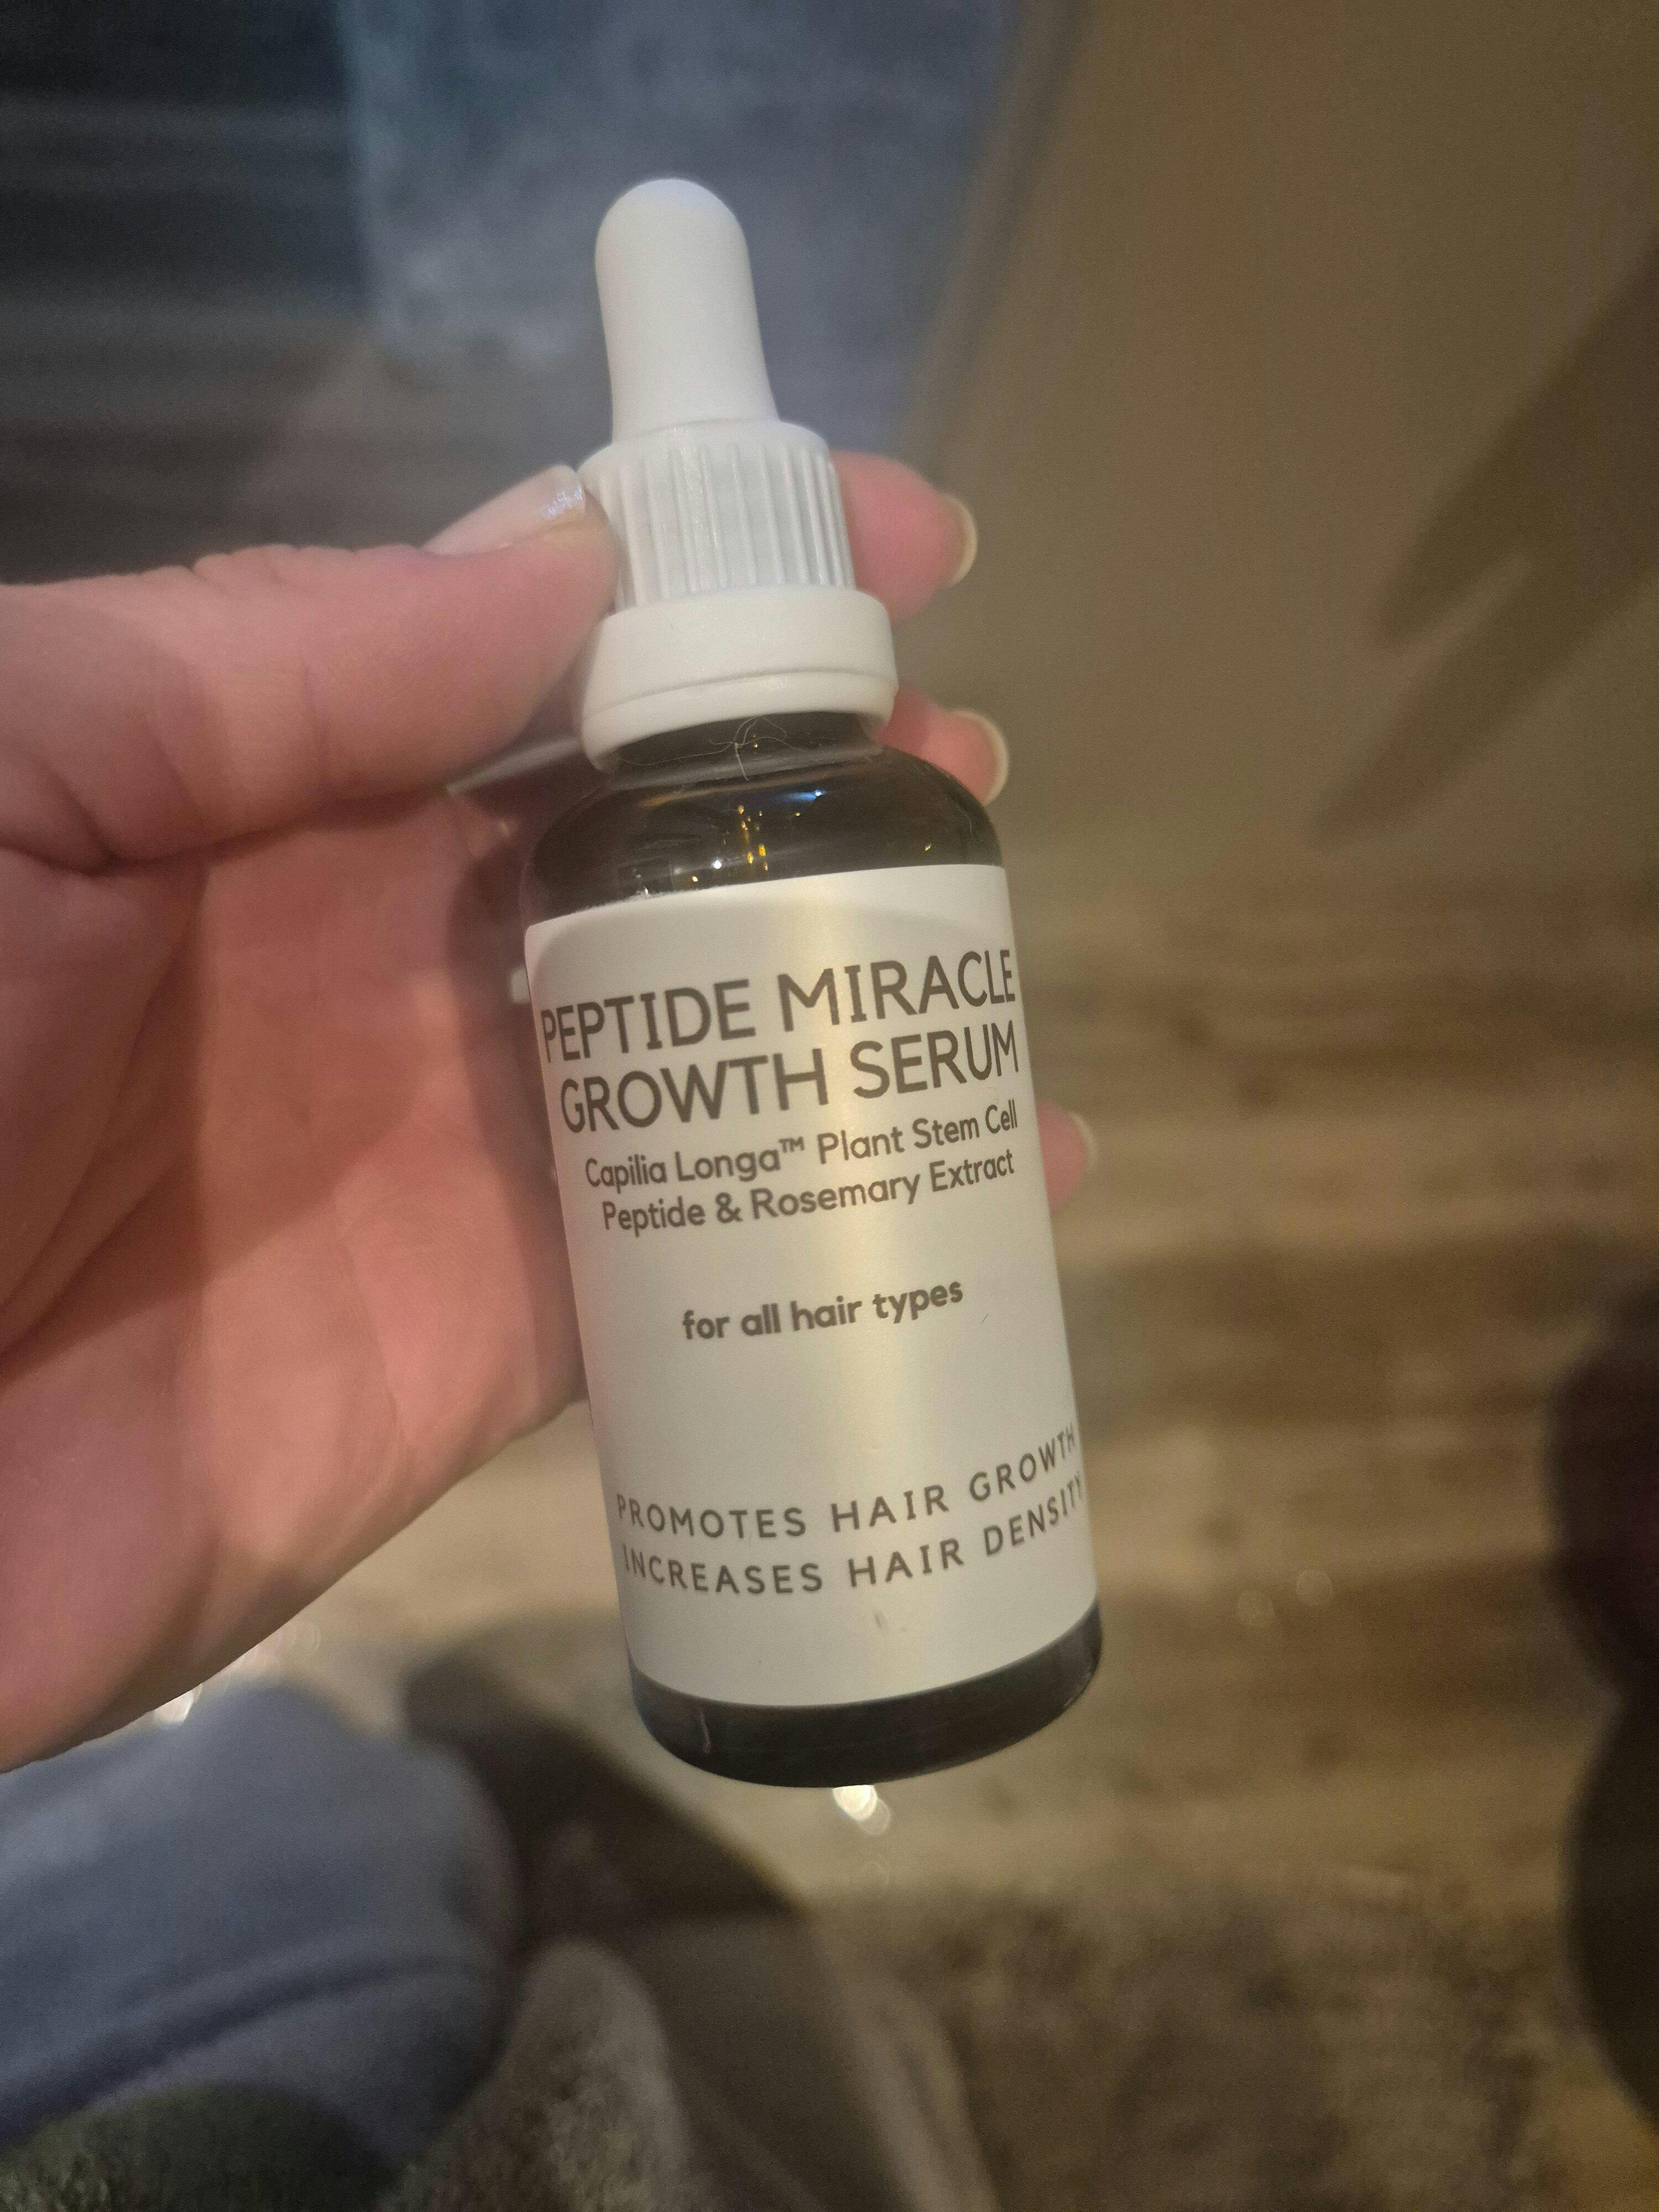 PEPTIDE MIRACLE
GROWTH SERUM
Capilia Longa™ Plant Stem Cell
Peptide & Rosemary Extract
for all hair types
PROMOTES HAIR GROWTH
INCREASES HAIR DENSITY